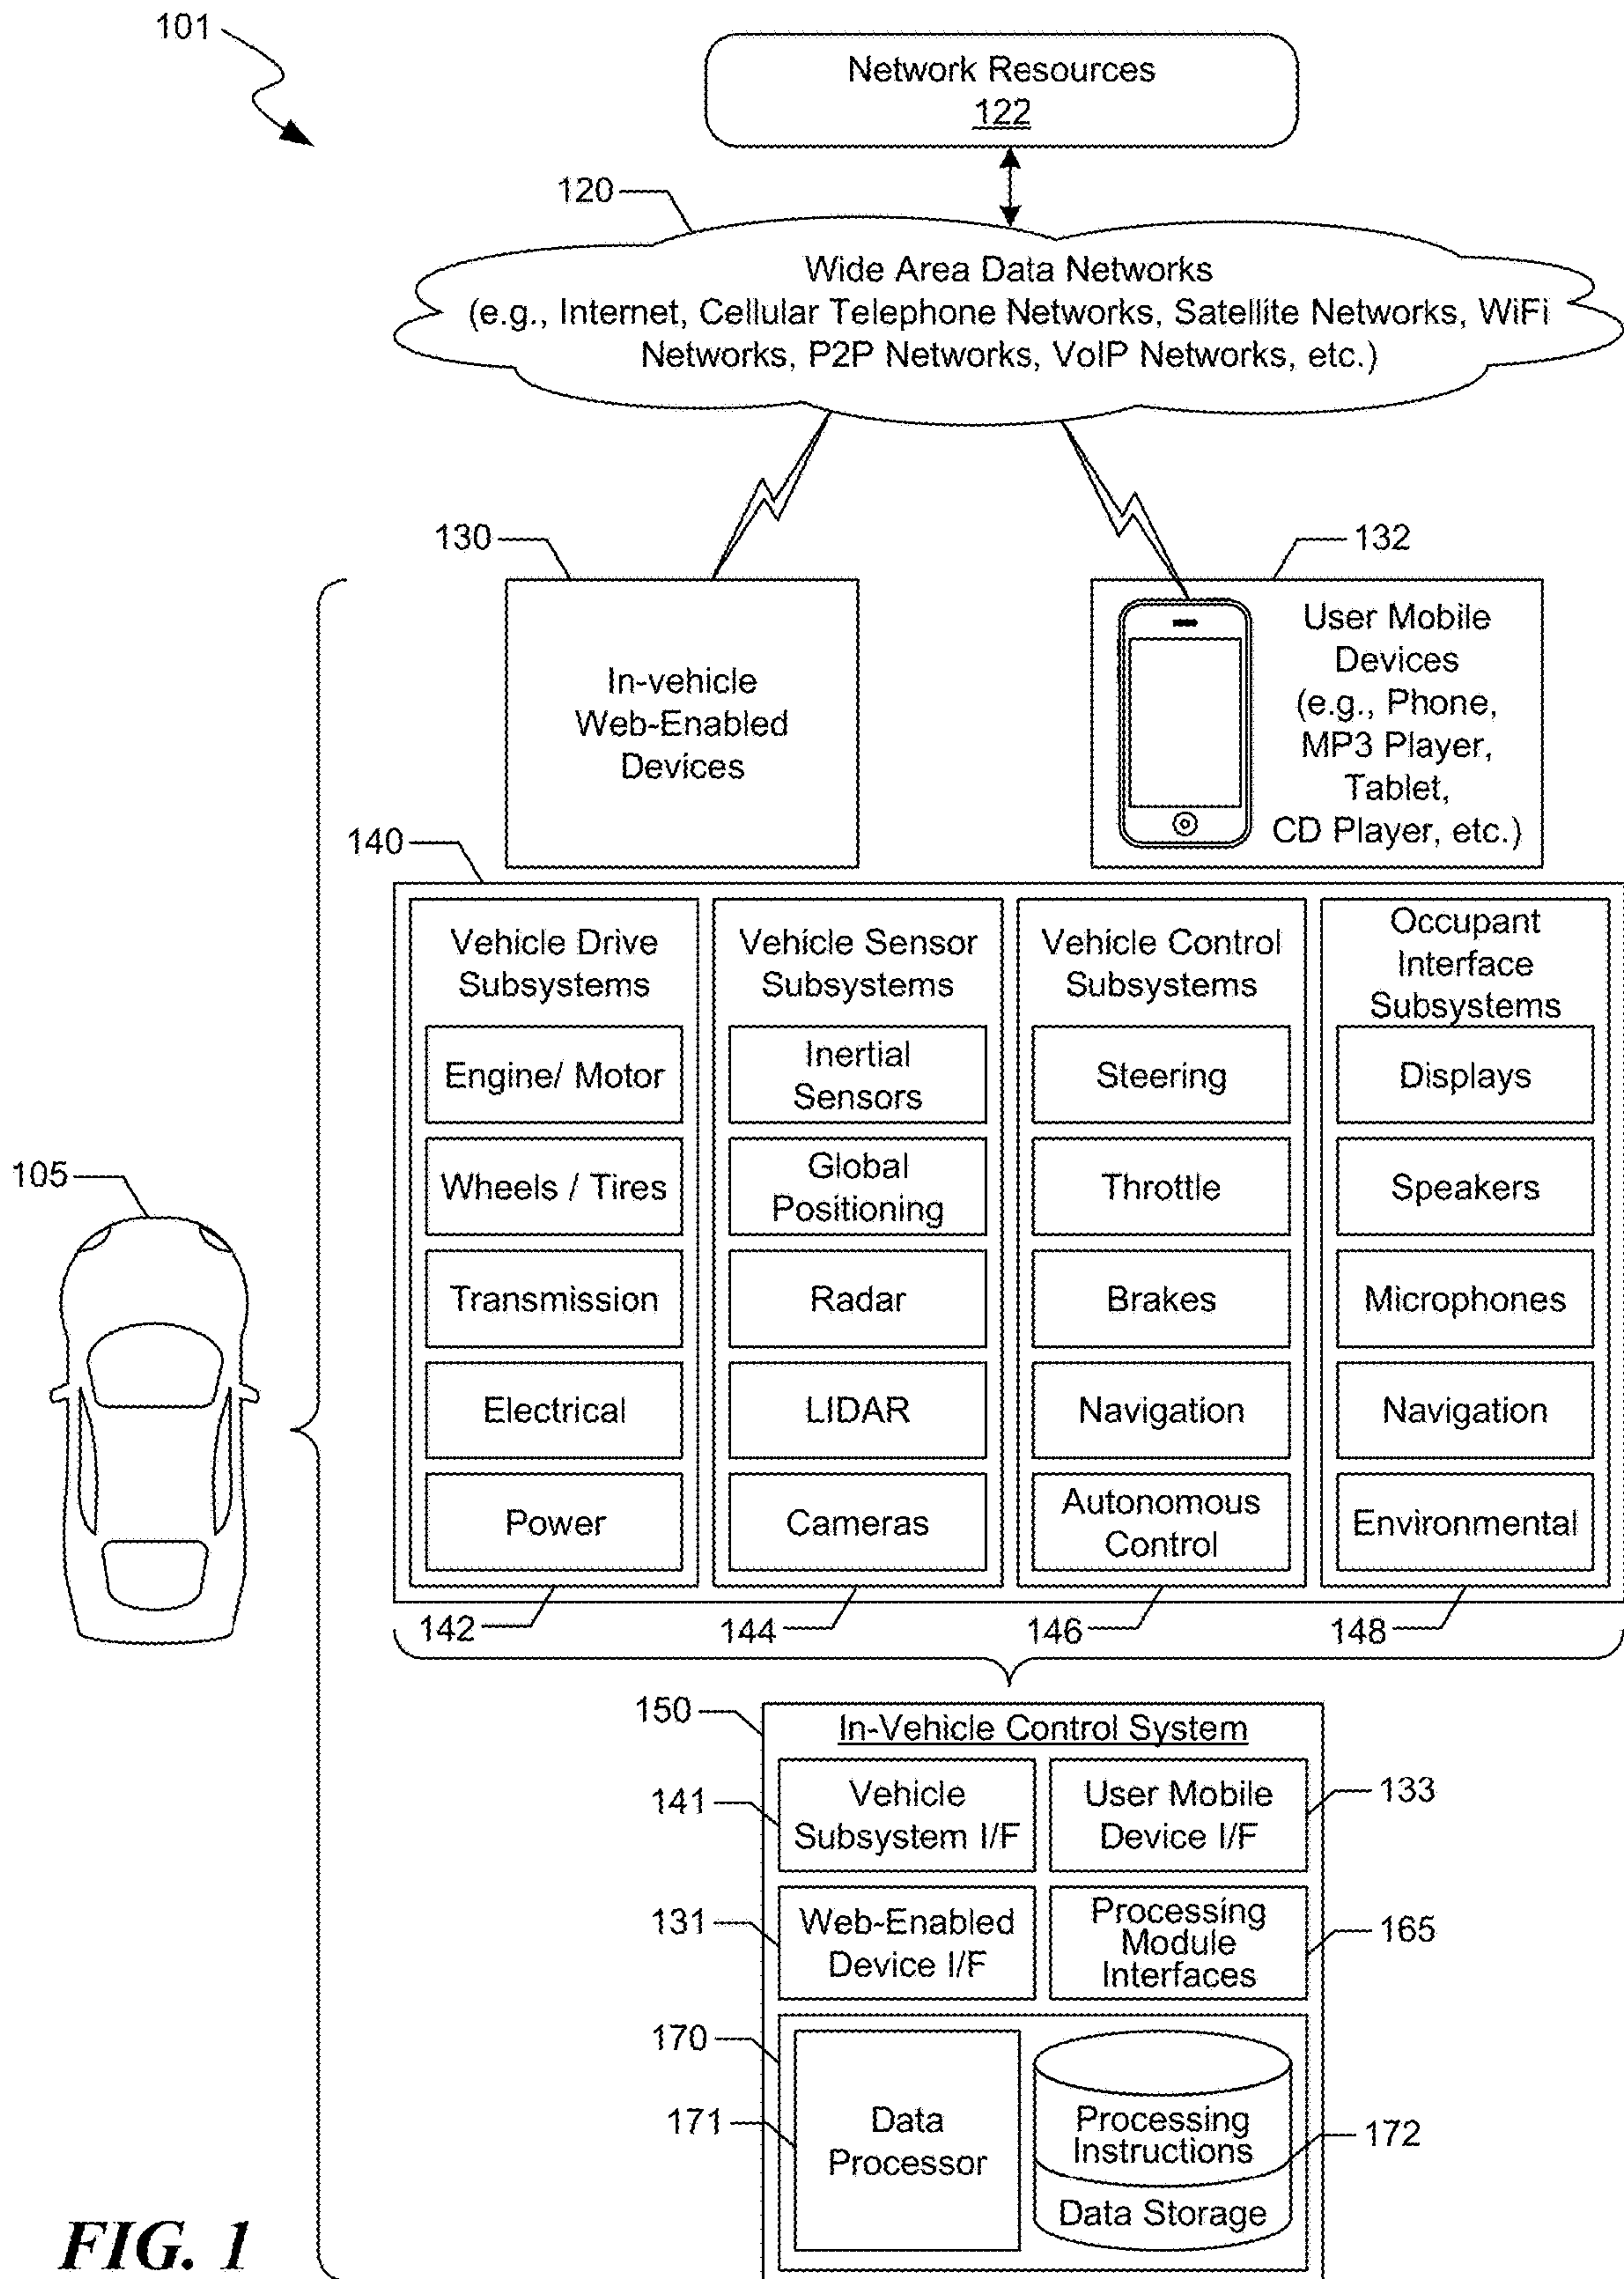 101
Network Resources
122
120
Wide Area Data Networks
(e.g., Internet, Cellular Telephone Networks, Satellite Networks, WiFi
Networks, P2P Networks, VoIP Networks, etc.)
130
132
In-vehicle
Web-Enabled
Devices
User Mobile
Devices
(e.g., Phone,
MP3 Player,
Tablet,
CD Player, etc.)
140
Vehicle Drive
Subsystems
Engine/ Motor
Wheels / Tires
Transmission
Electrical
Power
142
Vehicle Sensor
Subsystems
Inertial
Sensors
Global
Positioning
Radar
LIDAR
Cameras
144
Vehicle Control
Subsystems
Steering
Throttle
Brakes
Navigation
Autonomous
Control
146
Occupant
Interface
Subsystems
Displays
Speakers
Microphones
Navigation
Environmental
148
105
150
In-Vehicle Control System
141
Vehicle
Subsystem I/F
User Mobile
Device I/F
133
131
Web-Enabled
Device I/F
Processing
Module
Interfaces
165
170
171
Data
Processor
Processing
Instructions
172
Data Storage
FIG. 1